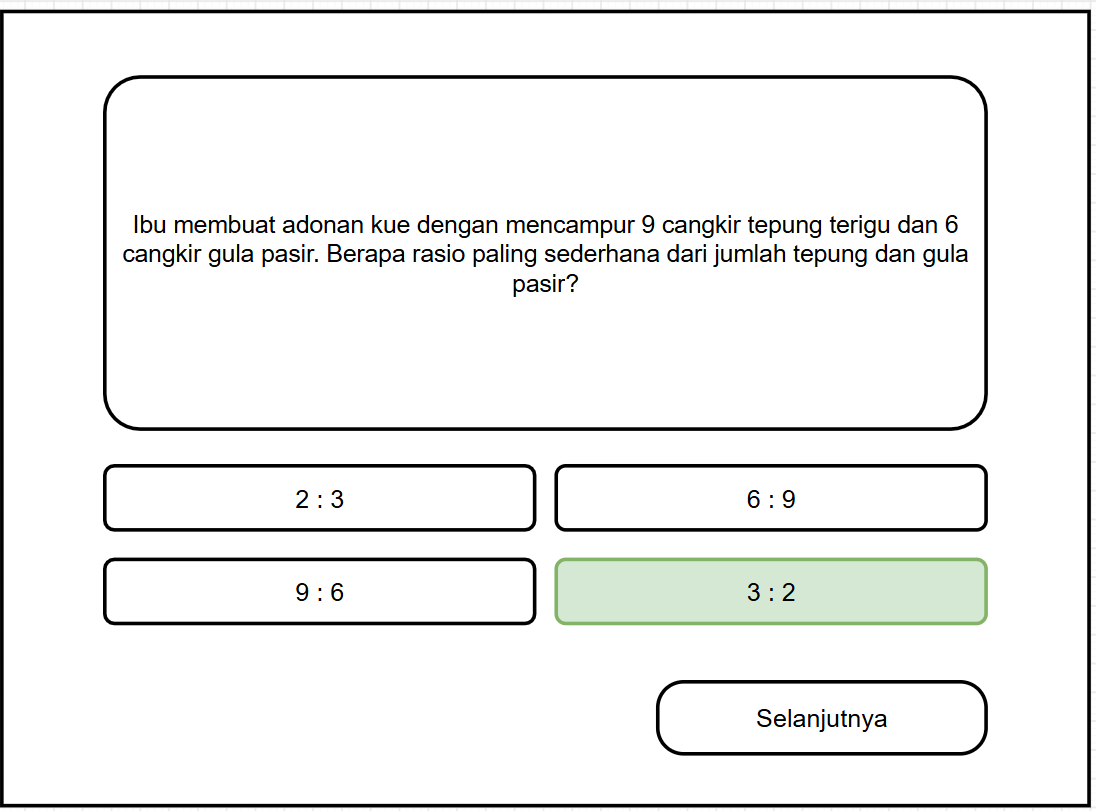 Ibu membuat adonan kue dengan mencampur 9 cangkir tepung terigu dan 6
cangkir gula pasir. Berapa rasio paling sederhana dari jumlah tepung dan gula
pasir?
2 : 3
6 : 9
9 : 6
3 : 2
Selanjutnya